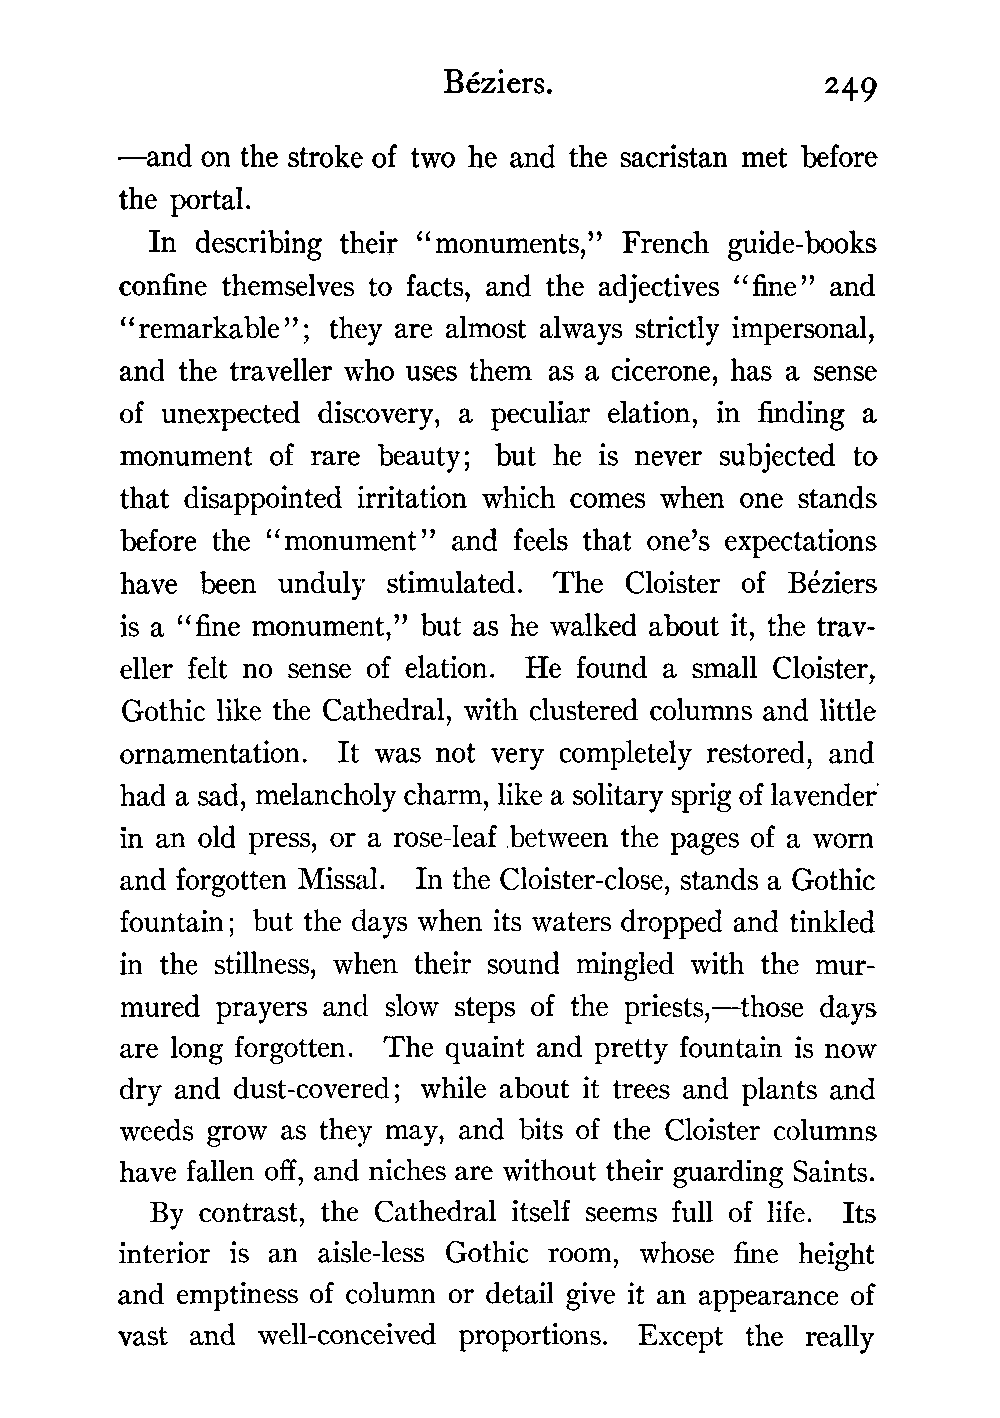 Béziers. 249
—and on the stroke of two he and the sacristan met before
the portal.
In describing their “monuments,” French guide-books
confine themselves to facts, and the adjectives “fine” and
“remarkable”; they are almost always strictly impersonal,
and the traveller who uses them as a cicerone, has a sense
of unexpected discovery, a peculiar elation, in finding a
monument of rare beauty; but he is never subjected to
that disappointed irritation which comes when one stands
before the “monument” and feels that one’s expectations
have been unduly stimulated. The Cloister of Béziers
is a “fine monument,” but as he walked about it, the trav-
eller felt no sense of elation. He found a small Cloister,
Gothic like the Cathedral, with clustered columns and little
ornamentation. It was not very completely restored, and
had a sad, melancholy charm, like a solitary sprig of lavender
in an old press, or a rose-leaf between the pages of a worn
and forgotten Missal. In the Cloister-close, stands a Gothic
fountain; but the days when its waters dropped and tinkled
in the stillness, when their sound mingled with the mur-
mured prayers and slow steps of the priests,—those days
are long forgotten. The quaint and pretty fountain is now
dry and dust-covered; while about it trees and plants and
weeds grow as they may, and bits of the Cloister columns
have fallen off, and niches are without their guarding Saints.
By contrast, the Cathedral itself seems full of life. Its
interior is an aisle-less Gothic room, whose fine height
and emptiness of column or detail give it an appearance of
vast and well-conceived proportions. Except the really